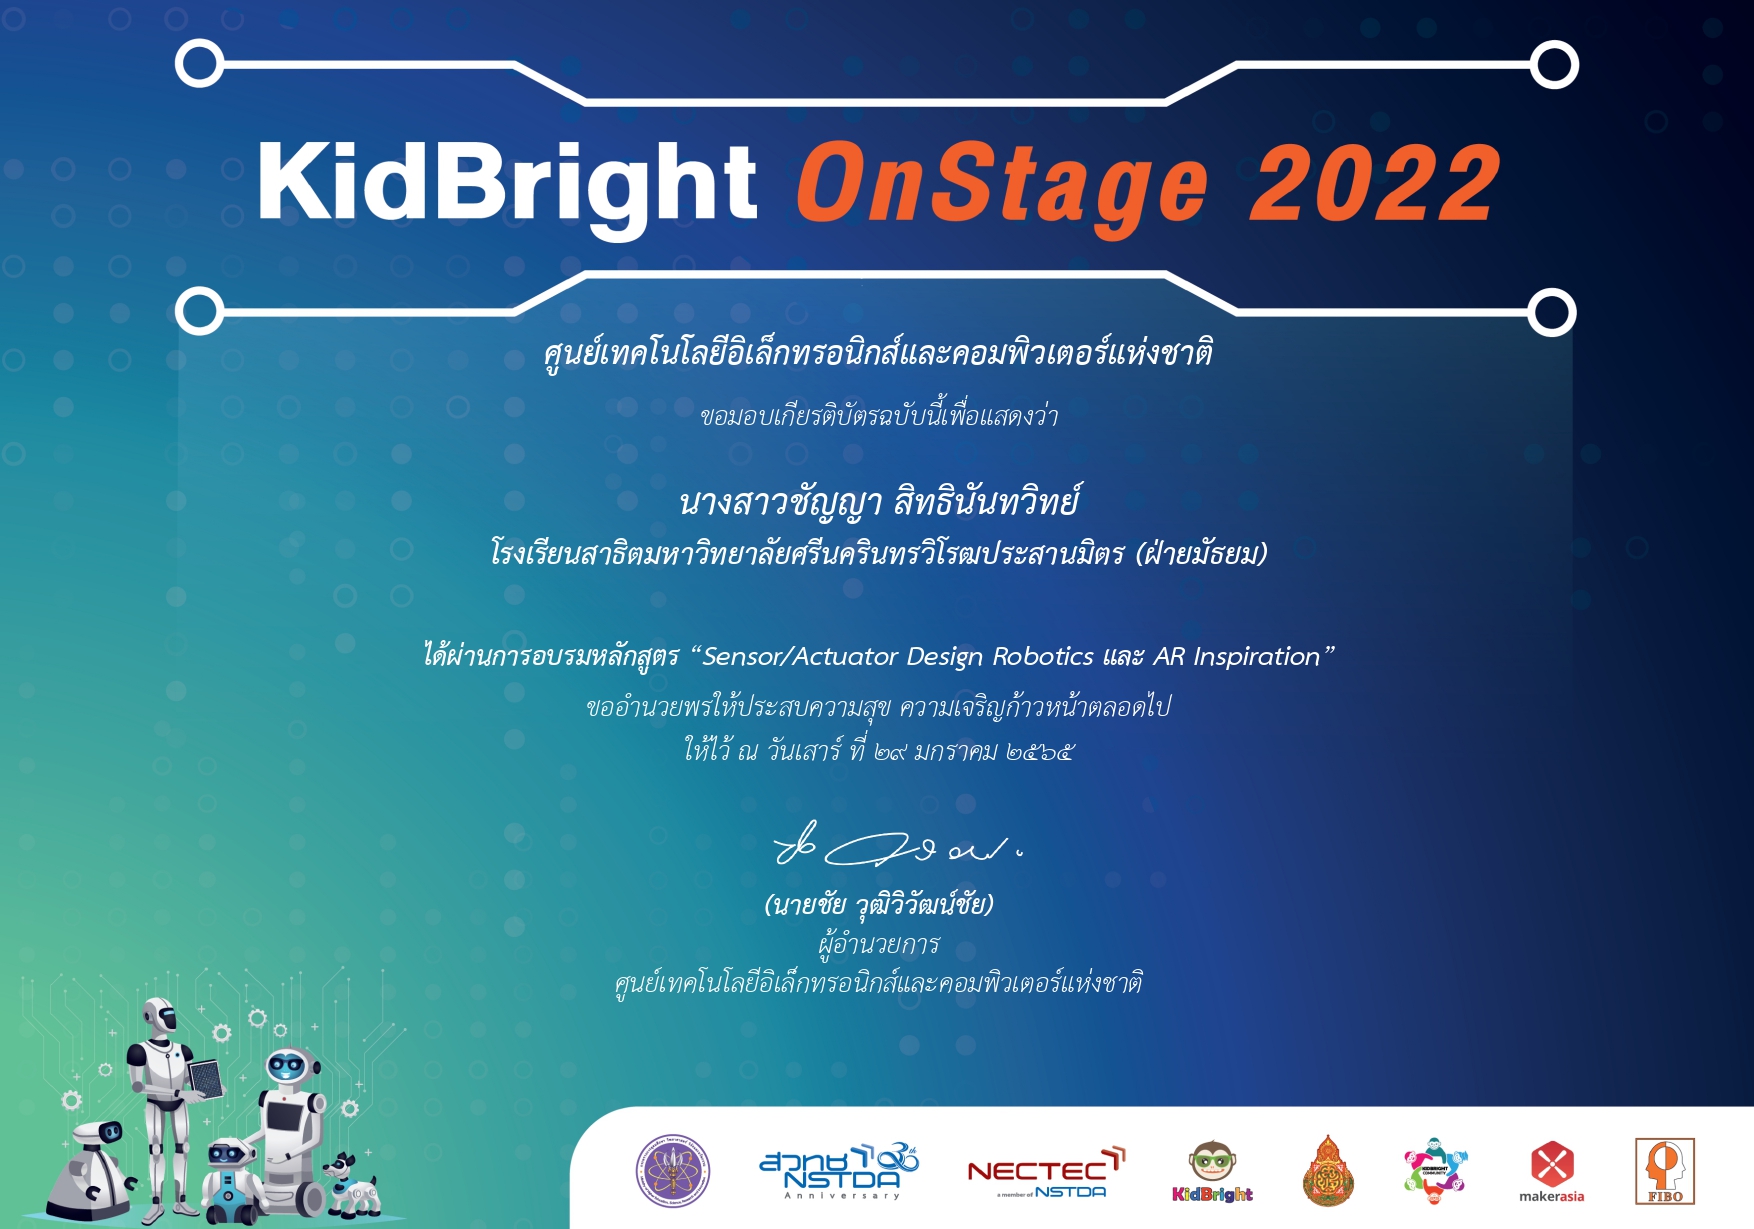 KidBright OnStage 2022
ศูนย์เทคโนโลยีอิเล็กทรอนิกส์และคอมพิวเตอร์แห่งชาติ
ขอมอบเกียรติบัตรฉบับนี้เพื่อแสดงว่า
นางสาวชัญญา สิทธินันทวิทย์
โรงเรียนสาธิตมหาวิทยาลัยศรีนครินทรวิโรฒประสานมิตร (ฝ่ายมัธยม)
ได้ผ่านการอบรมหลักสูตร “Sensor/Actuator Design Robotics และ AR Inspiration”
ขออำนวยพรให้ประสบความสุข ความเจริญก้าวหน้าตลอดไป
ให้ไว้ ณ วันเสาร์ ที่ ๒๙ มกราคม ๒๕๖๕
(นายชัย วุฒิวิวัฒน์ชัย)
ผู้อำนวยการ
ศูนย์เทคโนโลยีอิเล็กทรอนิกส์และคอมพิวเตอร์แห่งชาติ
สวทช 30th
NSTDA
Anniversary
NECTEC
a member of NSTDA
KidBright
KIDBRIGHT
COMMUNITY
makerasia
FIBO